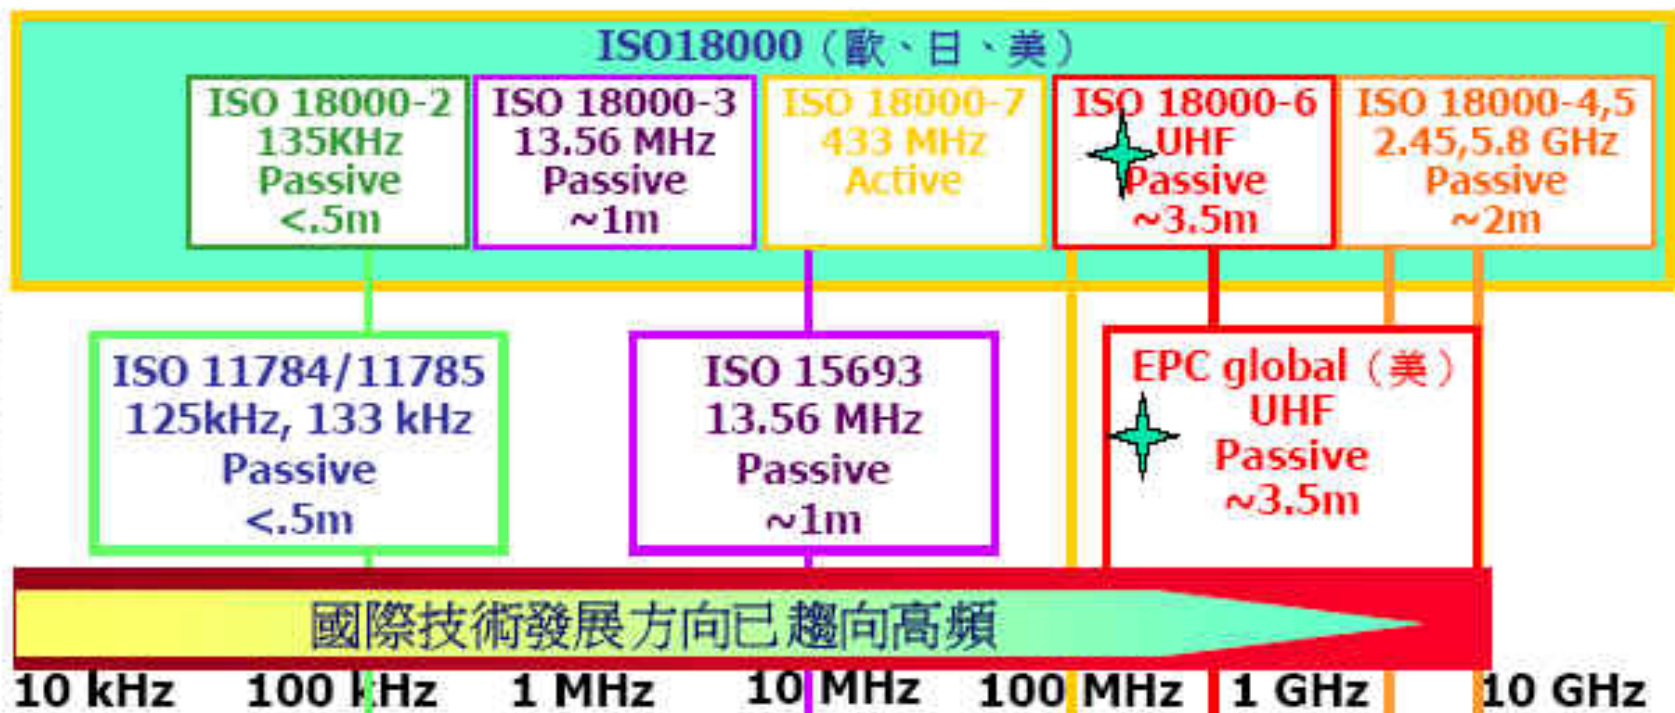 ISO18000（歐、日、美）
ISO 18000-2
135KHz
Passive
<.5m
ISO 18000-3
13.56 MHz
Passive
~1m
ISO 18000-7
433 MHz
Active
ISO 18000-6
UHF
Passive
~3.5m
ISO 18000-4,5
2.45,5.8 GHz
Passive
~2m
ISO 11784/11785
125kHz, 133 kHz
Passive
<.5m
ISO 15693
13.56 MHz
Passive
~1m
EPC global（美）
UHF
Passive
~3.5m
國際技術發展方向已趨向高頻
10 kHz 100 kHz 1 MHz 10 MHz 100 MHz 1 GHz 10 GHz